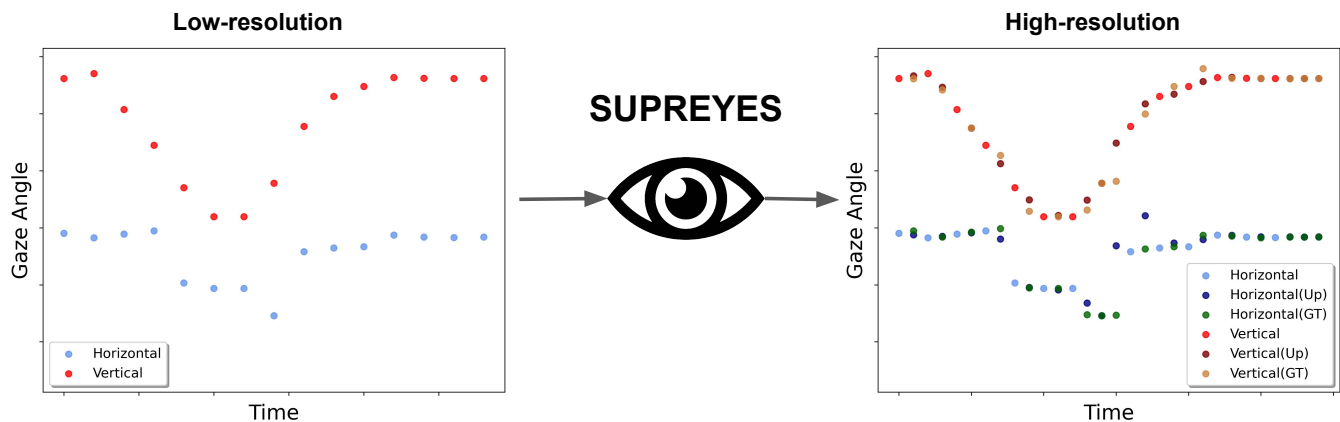 Low-resolution
Gaze Angle
Horizontal
Vertical
Time
SUPREYES
High-resolution
Gaze Angle
Horizontal
Horizontal(Up)
Horizontal(GT)
Vertical
Vertical(Up)
Vertical(GT)
Time